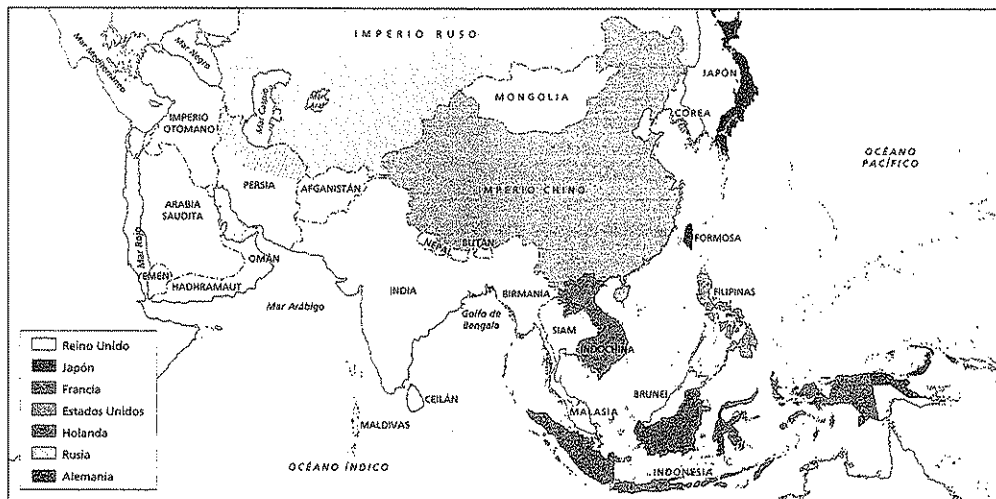 IMPERIO RUSO
Mar Negro
Mar Mediterráneo
Mar Caspio
Mar Aral
MONGOLIA
JAPÓN
COREA
IMPERIO
OTOMANO
OCÉANO
PACÍFICO
PERSIA
AFGANISTÁN
IMPERIO CHINO
ARABIA
SAUDITA
Mar Rojo
NEPAL
BUTÁN
FORMOSA
OMÁN
YEMEN
HADHRAMAUT
INDIA
BIRMANIA
FILIPINAS
Mar Arábigo
Golfo de
Bengala
SIAM
INDOCHINA
Reino Unido
Japón
Francia
Estados Unidos
Holanda
Rusia
Alemania
CEILÁN
MALDIVAS
MALASIA
BRUNEI
OCÉANO ÍNDICO
INDONESIA